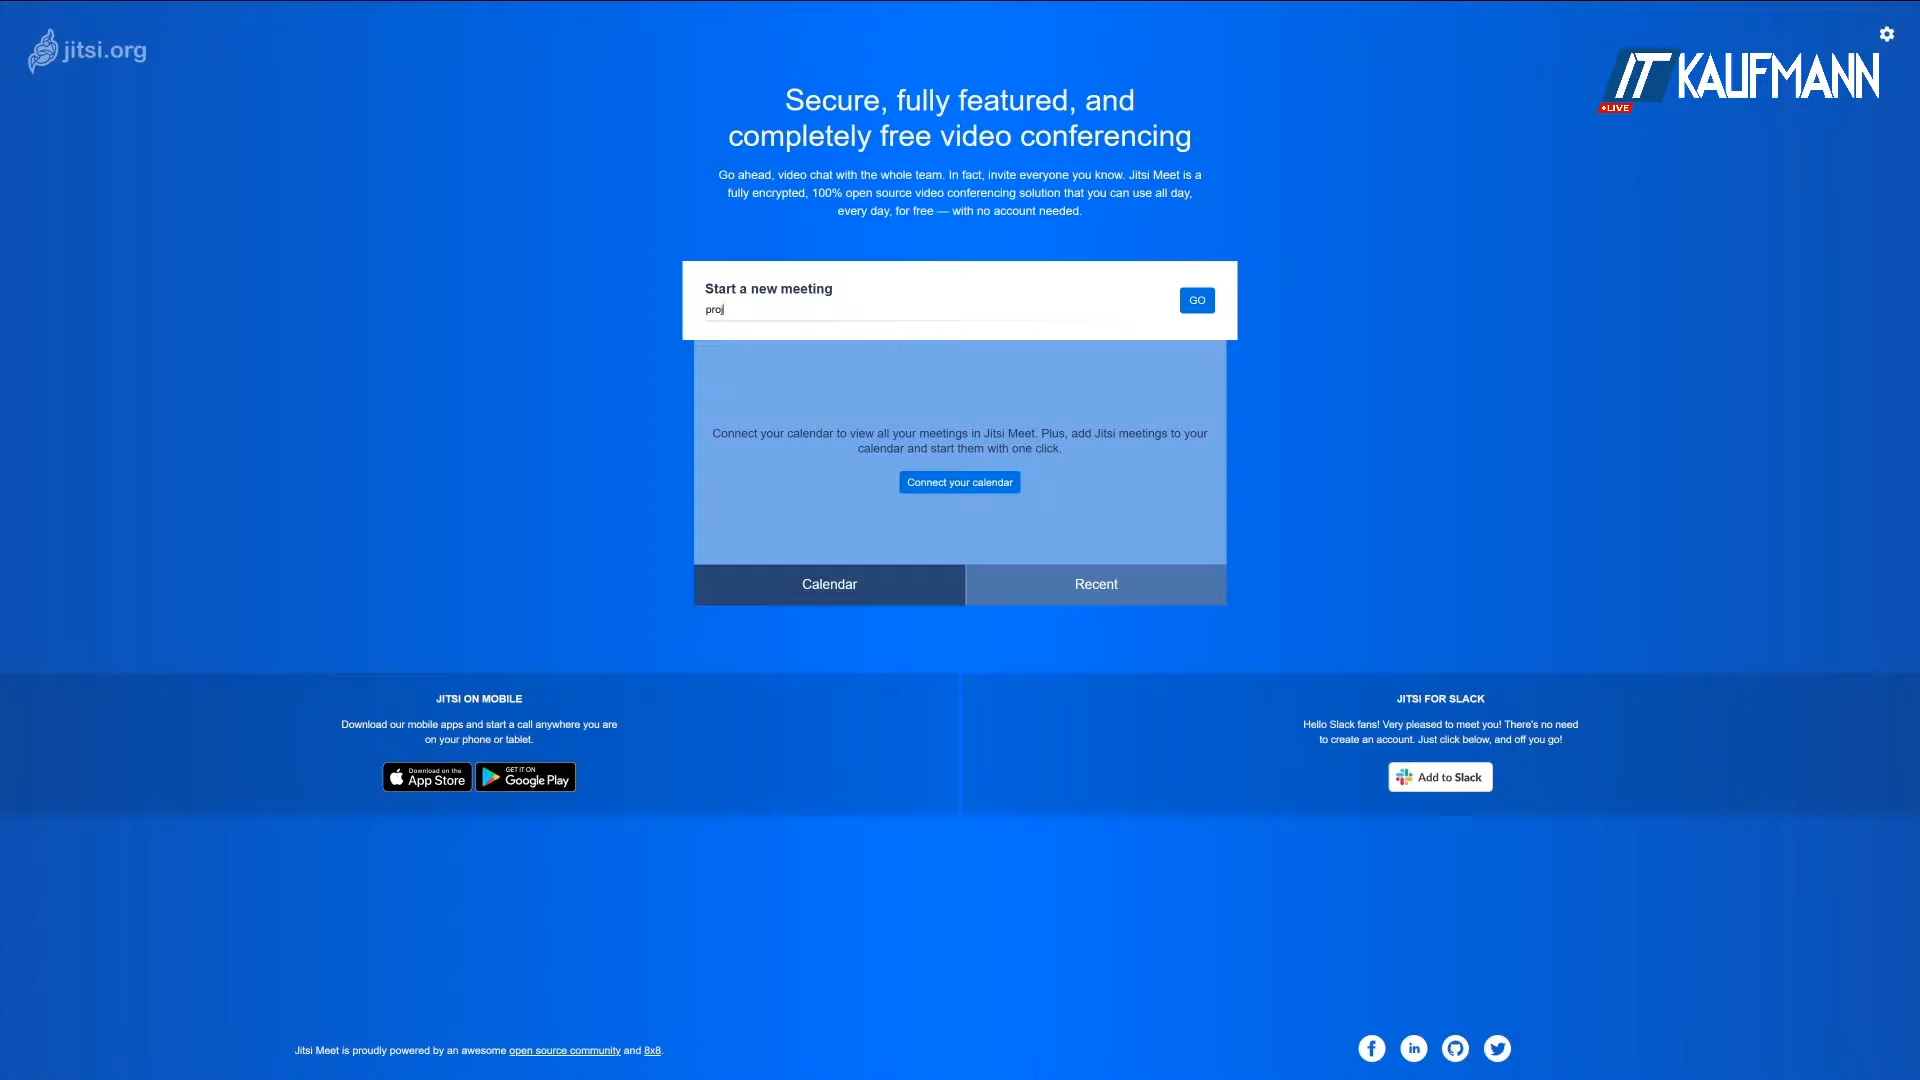 jitsi.org
IT KAUFMANN
LIVE
Secure, fully featured, and
completely free video conferencing
Go ahead, video chat with the whole team. In fact, invite everyone you know. Jitsi Meet is a
fully encrypted, 100% open source video conferencing solution that you can use all day,
every day, for free — with no account needed.
Start a new meeting
proj
GO
Connect your calendar to view all your meetings in Jitsi Meet. Plus, add Jitsi meetings to your
calendar and start them with one click.
Connect your calendar
Calendar
Recent
JITSI ON MOBILE
Download our mobile apps and start a call anywhere you are
on your phone or tablet.
Download on the
App Store
GET IT ON
Google Play
JITSI FOR SLACK
Hello Slack fans! Very pleased to meet you! There's no need
to create an account. Just click below, and off you go!
Add to Slack
Jitsi Meet is proudly powered by an awesome open source community and 8x8.
f
in